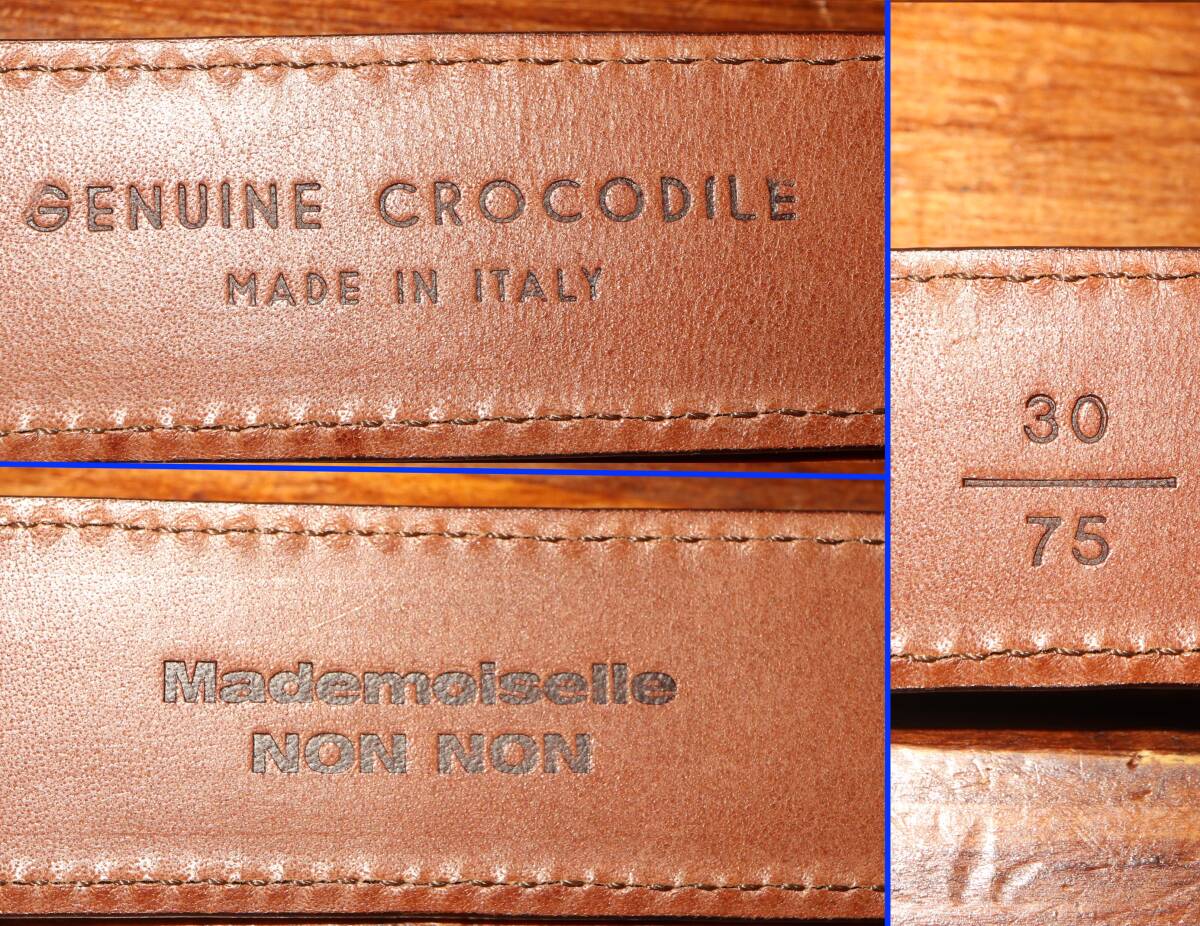 GENUINE CROCODILE
MADE IN ITALY
Mademoiselle
NON NON
30
75